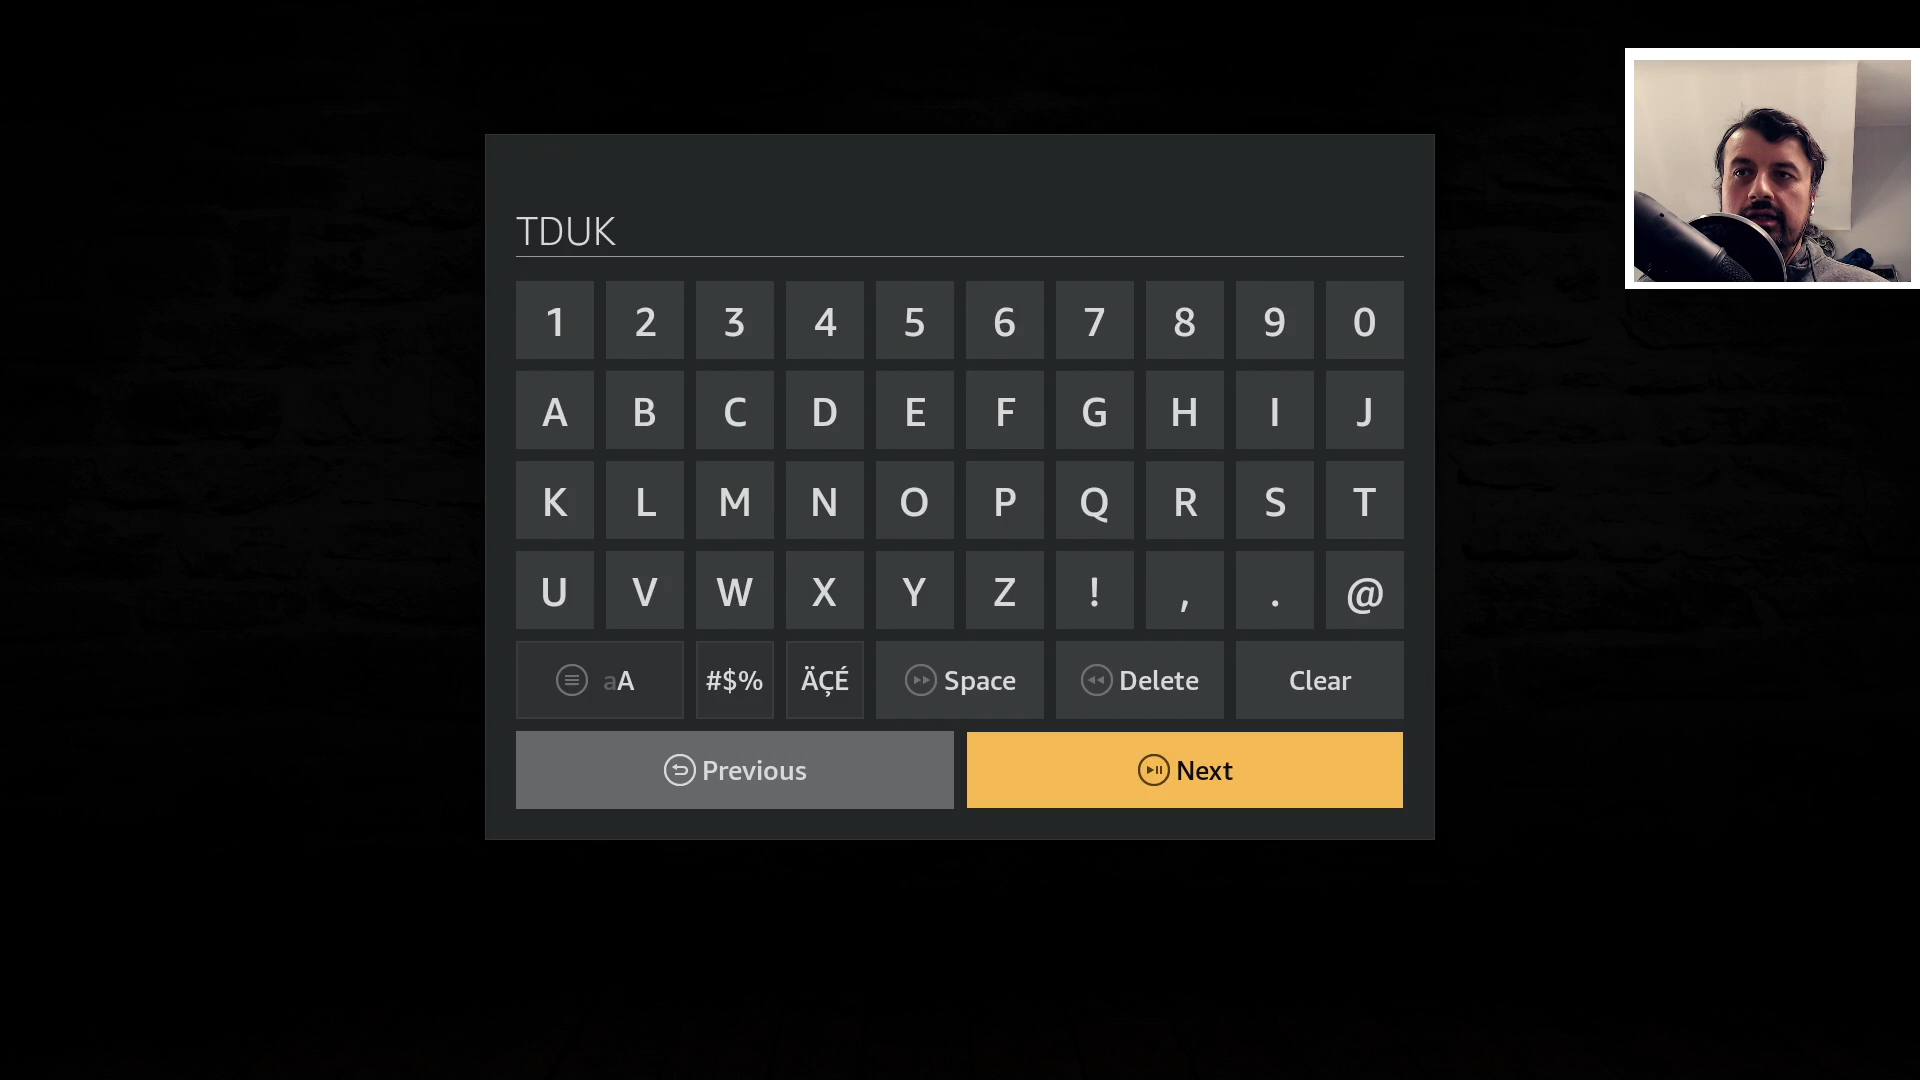 TDUK
1 2 3 4 5 6 7 8 9 0
A B C D E F G H I J
K L M N O P Q R S T
U V W X Y Z ! , . @
aA #$% ÄÇÉ Space Delete Clear
Previous Next